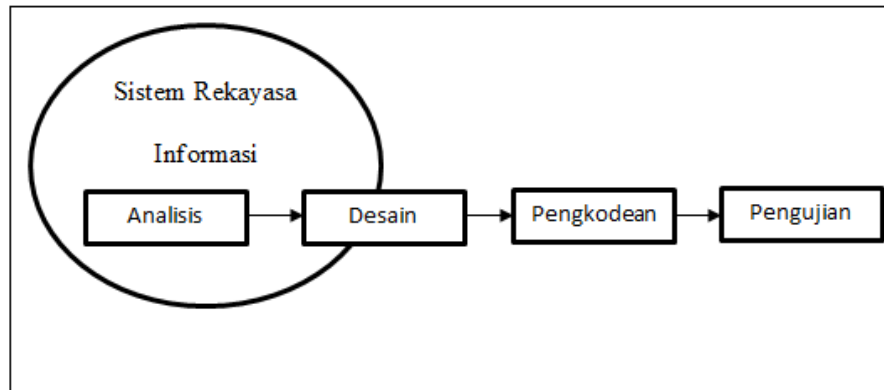 Sistem Rekayasa
Informasi
Analisis
Desain
Pengkodean
Pengujian